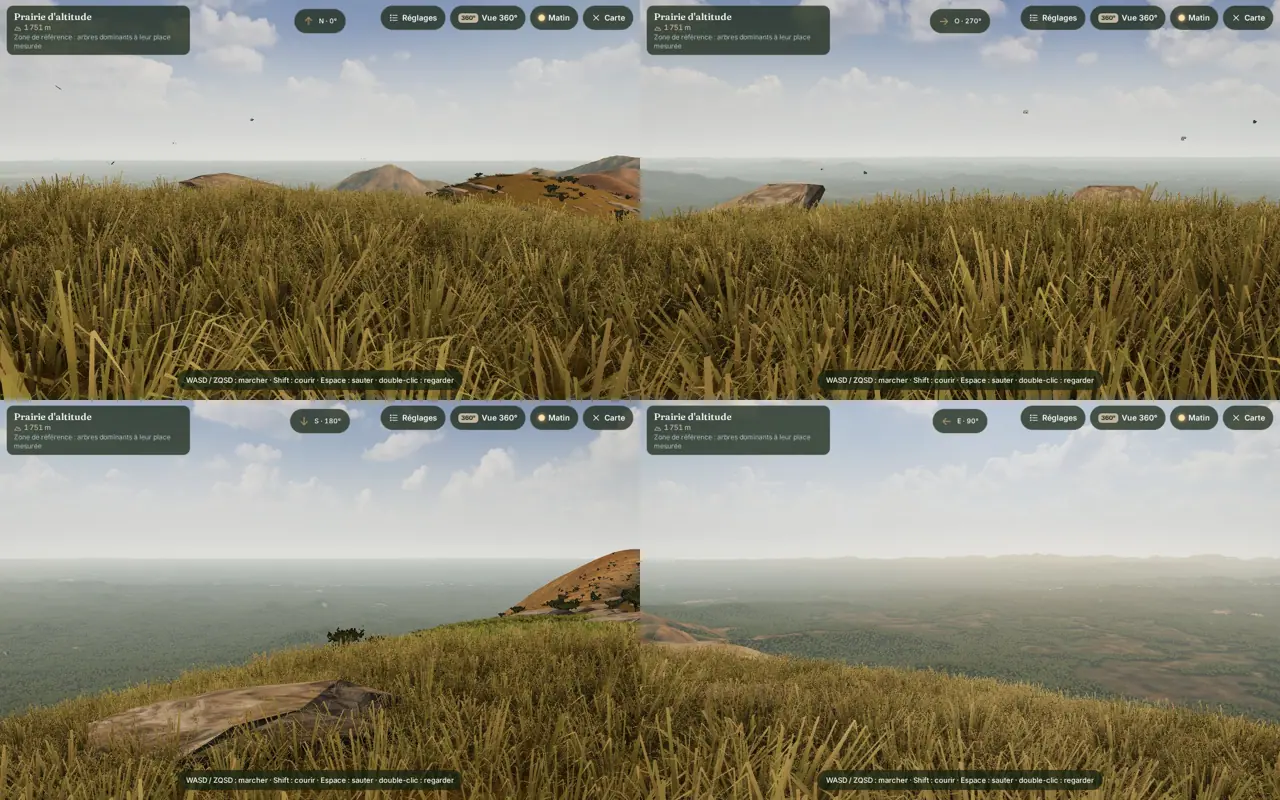 Prairie d'altitude
1 751 m
Zone de référence : arbres dominants à leur place
mesurée
N · 0°
Réglages
360° Vue 360°
Matin
Carte
WASD / ZQSD : marcher · Shift : courir · Espace : sauter · double-clic : regarder
Prairie d'altitude
1 751 m
Zone de référence : arbres dominants à leur place
mesurée
O · 270°
Réglages
360° Vue 360°
Matin
Carte
WASD / ZQSD : marcher · Shift : courir · Espace : sauter · double-clic : regarder
Prairie d'altitude
1 751 m
Zone de référence : arbres dominants à leur place
mesurée
S · 180°
Réglages
360° Vue 360°
Matin
Carte
WASD / ZQSD : marcher · Shift : courir · Espace : sauter · double-clic : regarder
Prairie d'altitude
1 751 m
Zone de référence : arbres dominants à leur place
mesurée
E · 90°
Réglages
360° Vue 360°
Matin
Carte
WASD / ZQSD : marcher · Shift : courir · Espace : sauter · double-clic : regarder